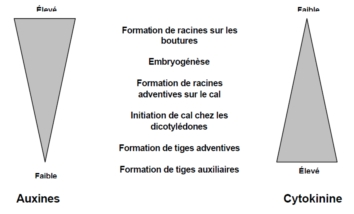 Élevé
Faible
Formation de racines sur les
boutures
Embryogénèse
Formation de racines
adventives sur le cal
Initiation de cal chez les
dicotylédones
Formation de tiges adventives
Formation de tiges auxiliaires
Faible
Élevé
Auxines
Cytokinine